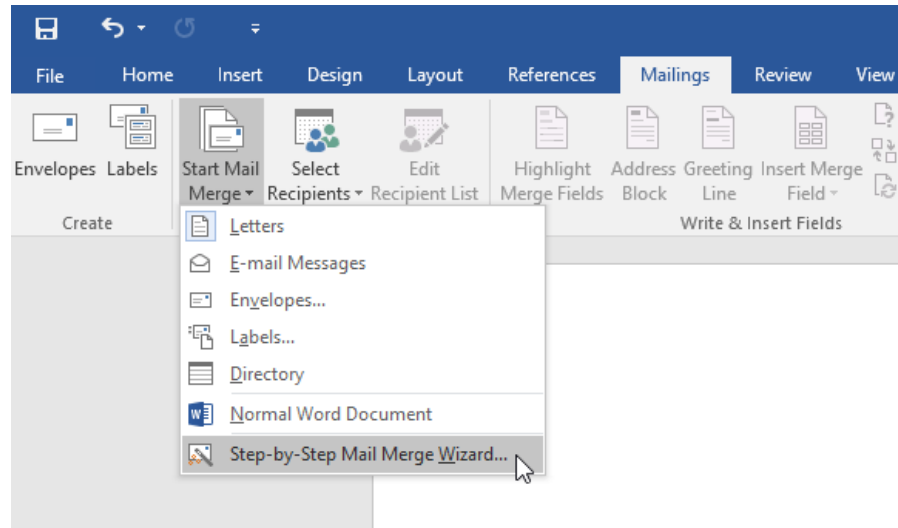 File Home Insert Design Layout References Mailings Review View
Envelopes Labels Start Mail Select Edit Highlight Address Greeting Insert Merge
Merge Recipients Recipient List Merge Fields Block Line Field
Create Write & Insert Fields
Letters
E-mail Messages
Envelopes...
Labels...
Directory
Normal Word Document
Step-by-Step Mail Merge Wizard...